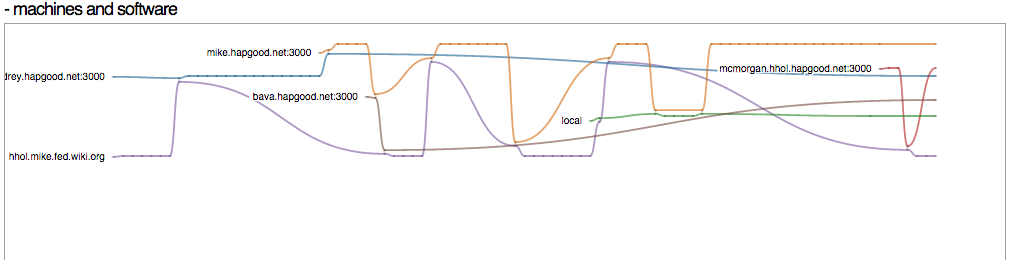 - machines and software
mike.hapgood.net:3000
drey.hapgood.net:3000
mcmorgan.hhol.hapgood.net:3000
bava.hapgood.net:3000
local
hhol.mike.fed.wiki.org